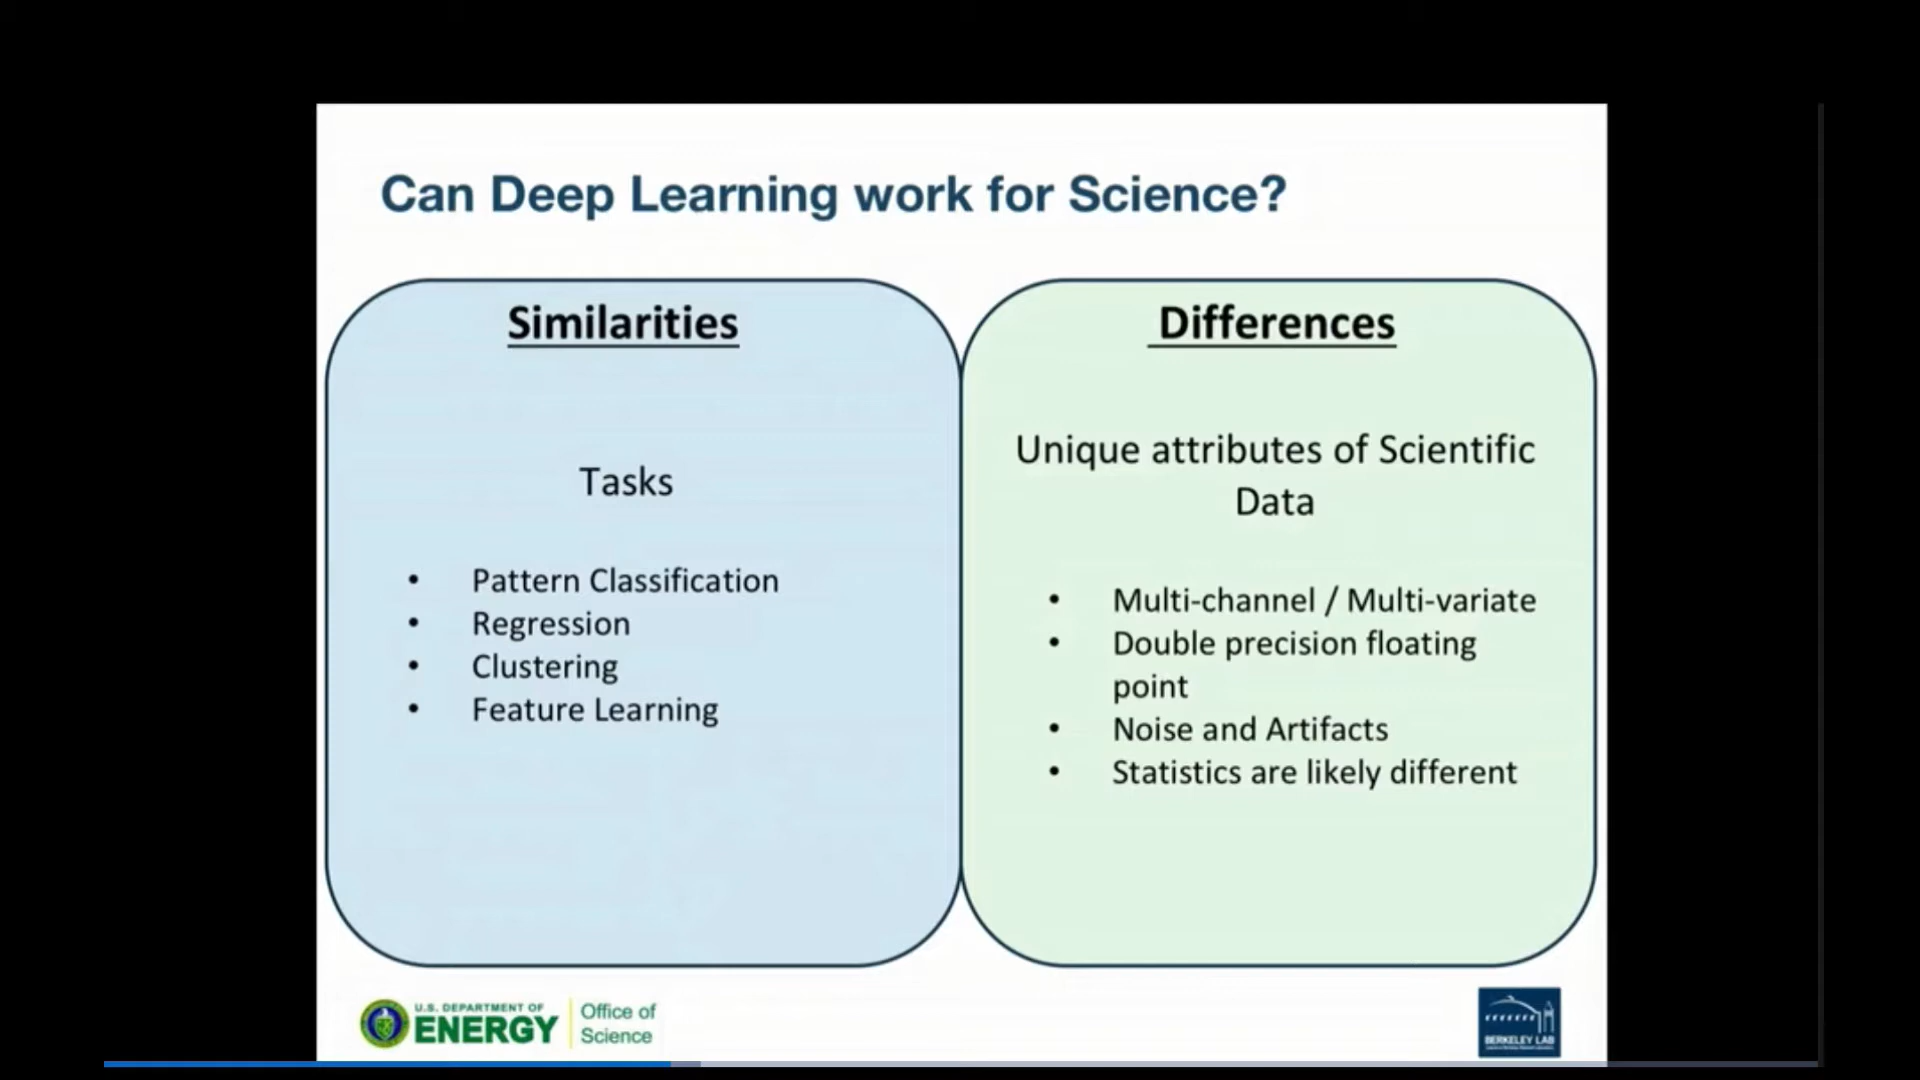 Can Deep Learning work for Science?
Similarities
Tasks
• Pattern Classification
• Regression
• Clustering
• Feature Learning
Differences
Unique attributes of Scientific
Data
• Multi-channel / Multi-variate
• Double precision floating
point
• Noise and Artifacts
• Statistics are likely different
U.S. DEPARTMENT OF
ENERGY
Office of
Science
BERKELEY LAB